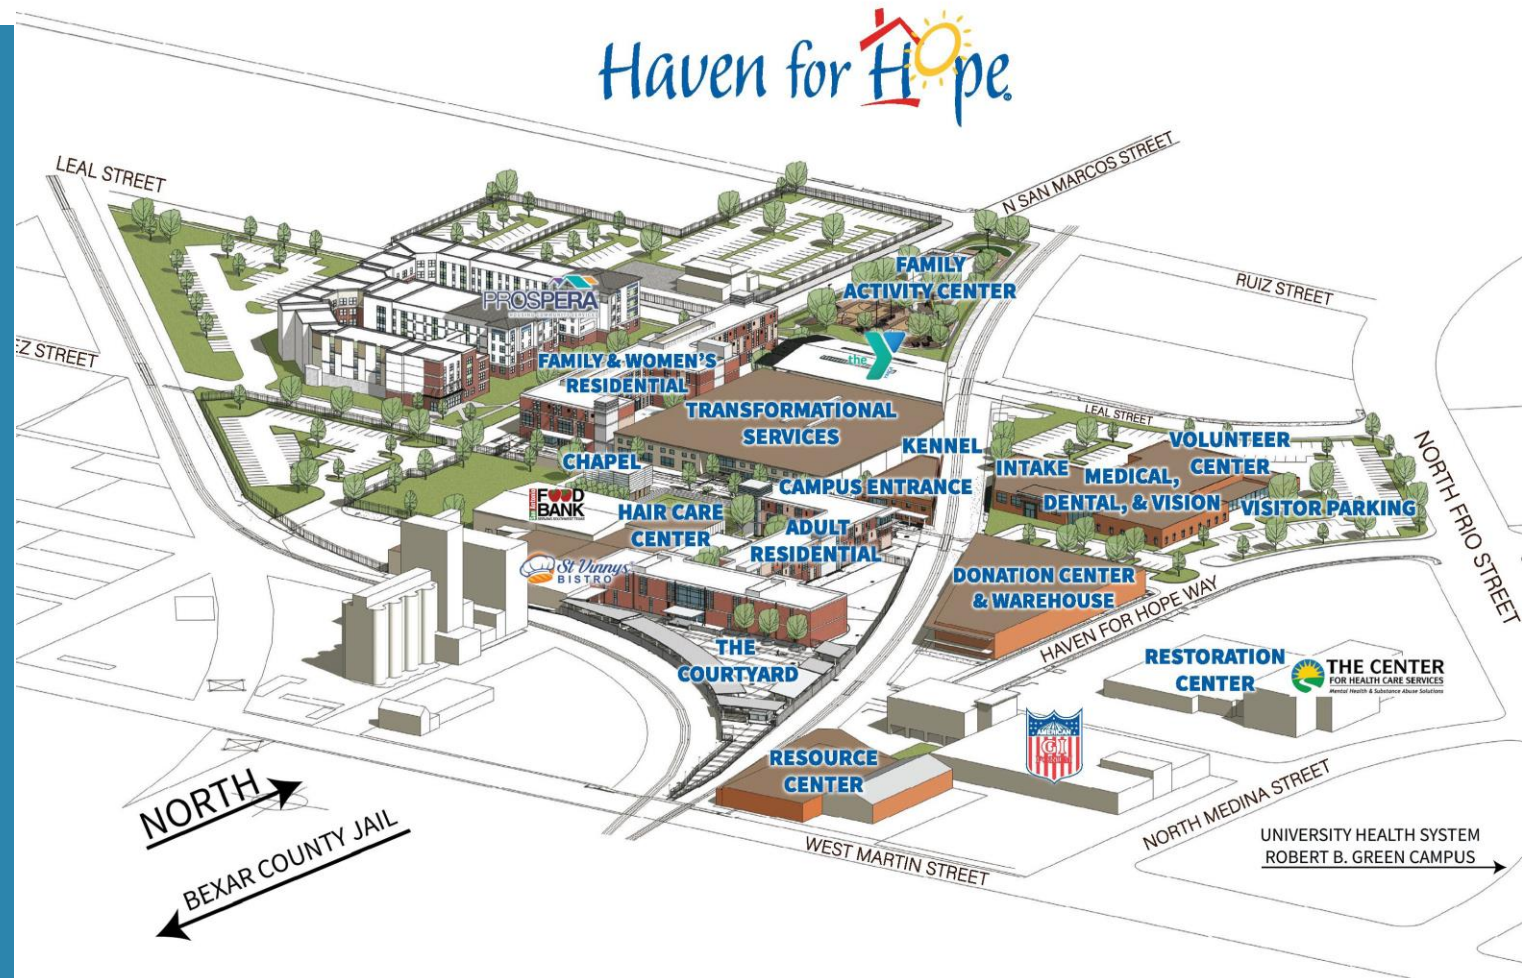 Haven for Hope
LEAL STREET
N SAN MARCOS STREET
FAMILY
ACTIVITY CENTER
RUIZ STREET
PROSPERA
EZ STREET
the Y
FAMILY & WOMEN'S
RESIDENTIAL
TRANSFORMATIONAL
SERVICES
LEAL STREET
KENNEL
VOLUNTEER
CENTER
INTAKE
CHAPEL
MEDICAL,
DENTAL, & VISION
CAMPUS ENTRANCE
VISITOR PARKING
NORTH FRIO STREET
FOOD
BANK
HAIR CARE
CENTER
ADULT
RESIDENTIAL
St Vinnys
BISTRO
DONATION CENTER
& WAREHOUSE
HAVEN FOR HOPE WAY
THE
COURTYARD
RESTORATION
CENTER
THE CENTER
FOR HEALTH CARE SERVICES
Mental Health & Substance Abuse Solutions
AMERICAN
GI
RESOURCE
CENTER
NORTH
BEXAR COUNTY JAIL
NORTH MEDINA STREET
WEST MARTIN STREET
UNIVERSITY HEALTH SYSTEM
ROBERT B. GREEN CAMPUS